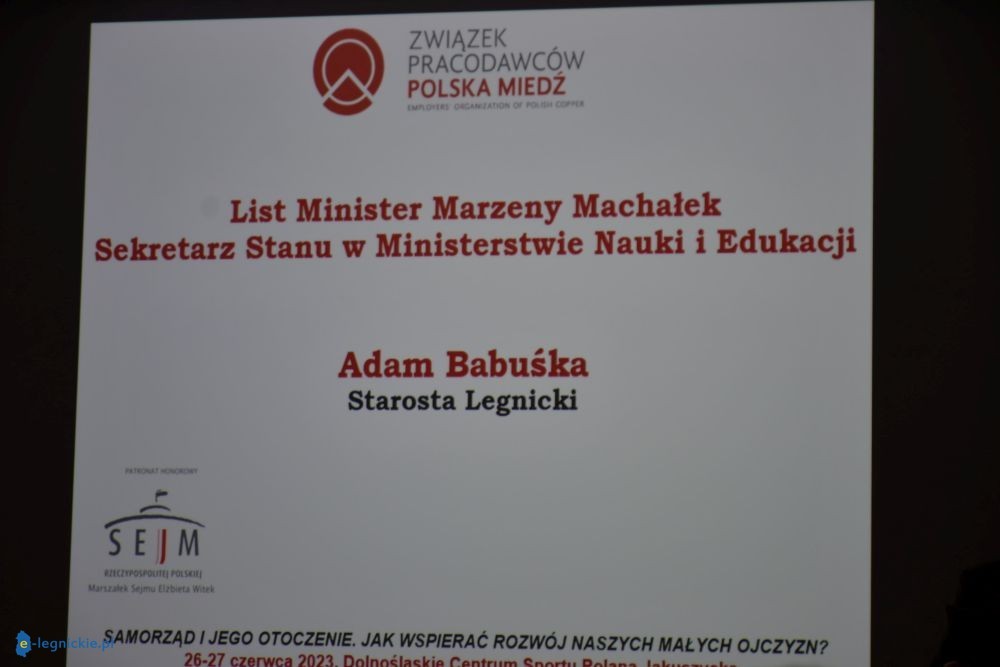 ZWIĄZEK
PRACODAWCÓW
POLSKA MIEDŹ
EMPLOYERS' ORGANIZATION OF POLISH COPPER
List Minister Marzeny Machałek
Sekretarz Stanu w Ministerstwie Nauki i Edukacji
Adam Babuśka
Starosta Legnicki
PATRONAT HONOROWY
SEJM
RZECZYPOSPOLITEJ POLSKIEJ
Marszałek Sejmu Elżbieta Witek
SAMORZĄD I JEGO OTOCZENIE. JAK WSPIERAĆ ROZWÓJ NASZYCH MAŁYCH OJCZYZN?
26-27 czerwca 2023, Dolnośląskie Centrum Sportu Polana Jakuszycka
e-legnickie.pl